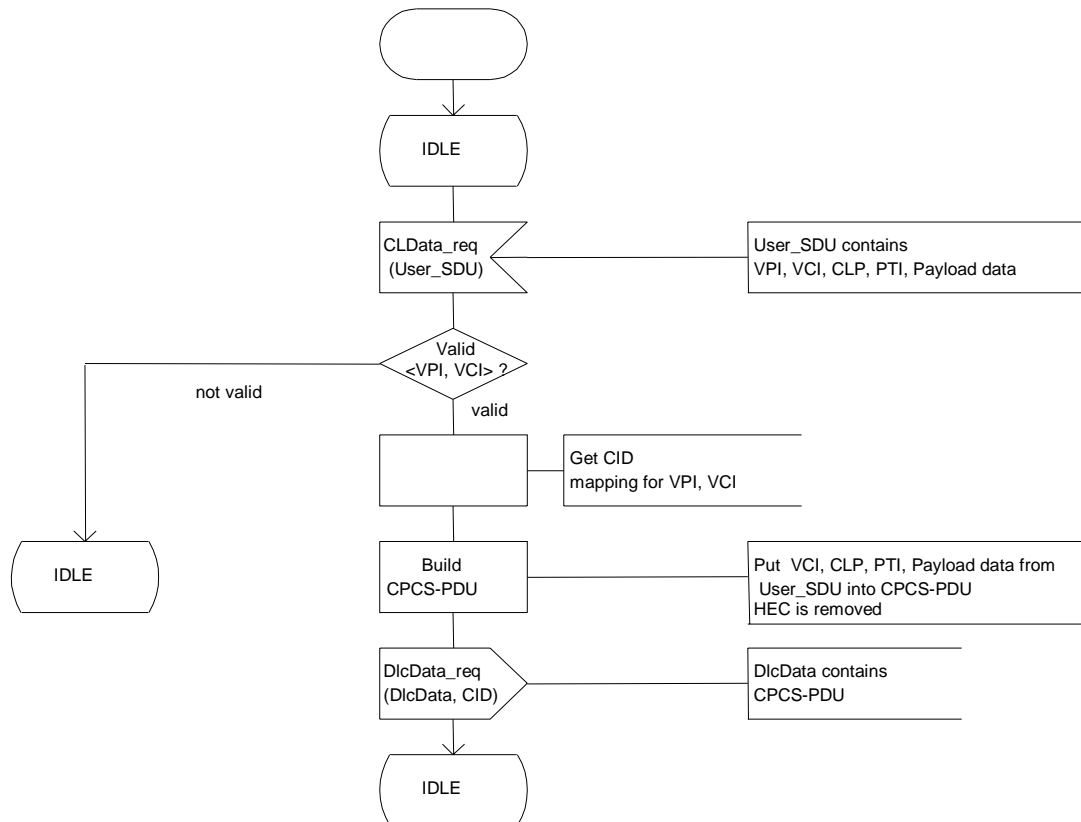 IDLE
CLData_req
(User_SDU)
User_SDU contains
VPI, VCI, CLP, PTI, Payload data
Valid
<VPI, VCI> ?
not valid
valid
Get CID
mapping for VPI, VCI
IDLE
Build
CPCS-PDU
Put VCI, CLP, PTI, Payload data from
User_SDU into CPCS-PDU
HEC is removed
DlcData_req
(DlcData, CID)
DlcData contains
CPCS-PDU
IDLE